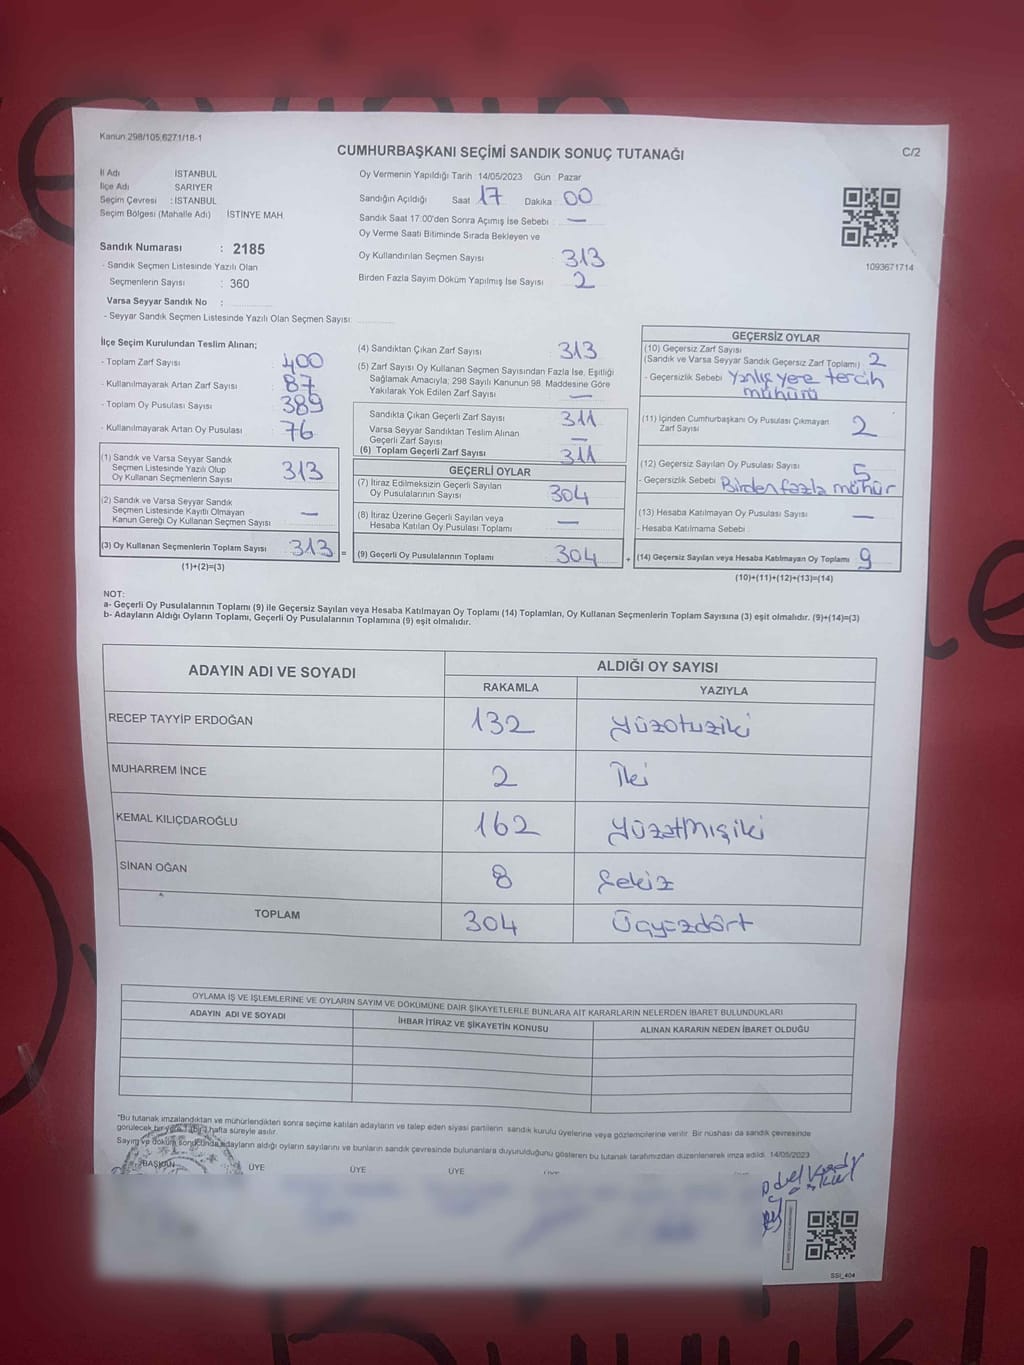 Kanun 298/105,6271/18-1
CUMHURBAŞKANI SEÇİMİ SANDIK SONUÇ TUTANAĞI
C/2
İl Adı İSTANBUL
İlçe Adı SARIYER
Seçim Çevresi : İSTANBUL
Seçim Bölgesi (Mahalle Adı) İSTİNYE MAH.
Sandık Numarası : 2185
- Sandık Seçmen Listesinde Yazılı Olan
Seçmenlerin Sayısı : 360
Varsa Seyyar Sandık No :
- Seyyar Sandık Seçmen Listesinde Yazılı Olan Seçmen Sayısı:
Oy Vermenin Yapıldığı Tarih : 14/05/2023 Gün : Pazar
Sandığın Açıldığı Saat 17 Dakika : 00
Sandık Saat 17:00'den Sonra Açımış İse Sebebi : —
Oy Verme Saati Bitiminde Sırada Bekleyen ve
Oy Kullandırılan Seçmen Sayısı : 313
Birden Fazla Sayım Döküm Yapılmış İse Sayısı : 2
1093671714
İlçe Seçim Kurulundan Teslim Alınan;
- Toplam Zarf Sayısı : 400
- Kullanılmayarak Artan Zarf Sayısı : 87
- Toplam Oy Pusulası Sayısı : 389
- Kullanılmayarak Artan Oy Pusulası : 76
(1) Sandık ve Varsa Seyyar Sandık
Seçmen Listesinde Yazılı Olup
Oy Kullanan Seçmenlerin Sayısı : 313
(2) Sandık ve Varsa Seyyar Sandık
Seçmen Listesinde Kayıtlı Olmayan
Kanun Gereği Oy Kullanan Seçmen Sayısı : —
(3) Oy Kullanan Seçmenlerin Toplam Sayısı : 313 =
(1)+(2)=(3)
(4) Sandıktan Çıkan Zarf Sayısı : 313
(5) Zarf Sayısı Oy Kullanan Seçmen Sayısından Fazla İse, Eşitliği
Sağlamak Amacıyla; 298 Sayılı Kanunun 98. Maddesine Göre
Yakılarak Yok Edilen Zarf Sayısı : —
Sandıkta Çıkan Geçerli Zarf Sayısı : 311
Varsa Seyyar Sandıktan Teslim Alınan
Geçerli Zarf Sayısı : —
(6) Toplam Geçerli Zarf Sayısı : 311
GEÇERLİ OYLAR
(7) İtiraz Edilmeksizin Geçerli Sayılan
Oy Pusulalarının Sayısı : 304
(8) İtiraz Üzerine Geçerli Sayılan veya
Hesaba Katılan Oy Pusulası Toplamı : —
(9) Geçerli Oy Pusulalarının Toplamı : 304 +
GEÇERSİZ OYLAR
(10) Geçersiz Zarf Sayısı
(Sandık ve Varsa Seyyar Sandık Geçersiz Zarf Toplamı) : 2
- Geçersizlik Sebebi : Yanlış yere tercih
mühürü
(11) İçinden Cumhurbaşkanı Oy Pusulası Çıkmayan
Zarf Sayısı : 2
(12) Geçersiz Sayılan Oy Pusulası Sayısı : 5
- Geçersizlik Sebebi : Birden fazla mühür
(13) Hesaba Katılmayan Oy Pusulası Sayısı : —
- Hesaba Katılmama Sebebi :
(14) Geçersiz Sayılan veya Hesaba Katılmayan Oy Toplamı : 9
(10)+(11)+(12)+(13)=(14)
NOT:
a- Geçerli Oy Pusulalarının Toplamı (9) ile Geçersiz Sayılan veya Hesaba Katılmayan Oy Toplamı (14) Toplamları, Oy Kullanan Seçmenlerin Toplam Sayısına (3) eşit olmalıdır. (9)+(14)=(3)
b- Adayların Aldığı Oyların Toplamı, Geçerli Oy Pusulalarının Toplamına (9) eşit olmalıdır.
ADAYIN ADI VE SOYADI
ALDIĞI OY SAYISI
RAKAMLA YAZIYLA
RECEP TAYYİP ERDOĞAN 132 Yüzotuziki
MUHARREM İNCE 2 İki
KEMAL KILIÇDAROĞLU 162 Yüzatmışiki
SİNAN OĞAN 8 Sekiz
TOPLAM 304 Üçyüzdört
OYLAMA İŞ VE İŞLEMLERİNE VE OYLARIN SAYIM VE DÖKÜMÜNE DAİR ŞİKAYETLERLE BUNLARA AİT KARARLARIN NELERDEN İBARET BULUNDUKLARI
ADAYIN ADI VE SOYADI İHBAR İTİRAZ VE ŞİKAYETİN KONUSU ALINAN KARARIN NEDEN İBARET OLDUĞU
*Bu tutanak imzalandıktan ve mühürlendikten sonra seçime katılan adayların ve talep eden siyasi partilerin sandık kurulu üyelerine veya gözlemcilerine verilir. Bir nüshası da sandık çevresinde
görülecek bir yere 1 (bir) hafta süreyle asılır.
Sayım ve döküm sonucunda adayların aldığı oyların sayılarını ve bunların sandık çevresinde bulunanlara duyurulduğunu gösteren bu tutanak tarafımızdan düzenlenerek imza edildi. 14/05/2023
BAŞKAN ÜYE ÜYE ÜYE
SSİ_404